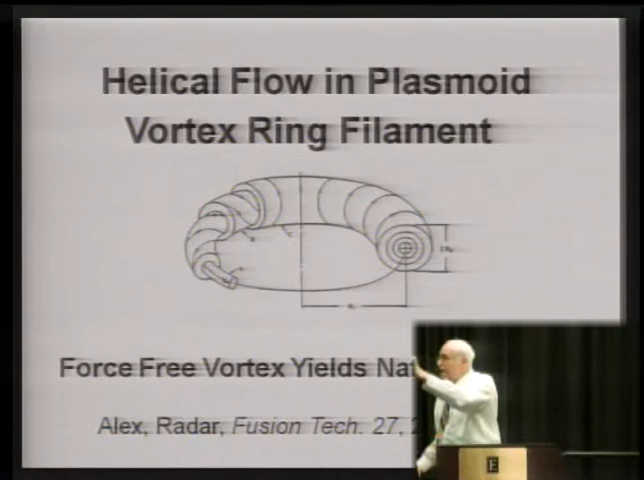 Helical Flow in Plasmoid
Vortex Ring Filament
Force Free Vortex Yields
Alex, Radar, Fusion Tech. 27,
E